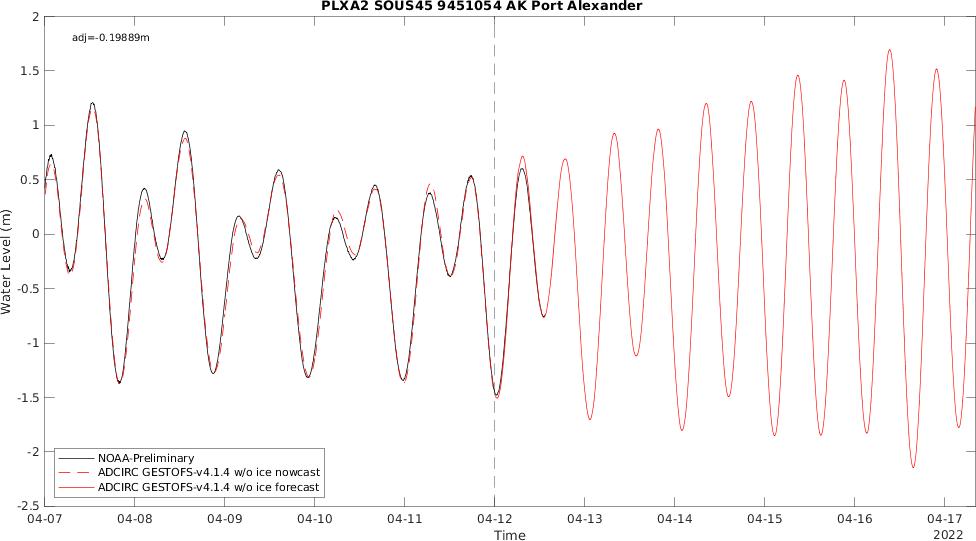 PLXA2 SOUS45 9451054 AK Port Alexander
adj=-0.19889m
2
1.5
1
0.5
0
-0.5
-1
-1.5
-2
-2.5
Water Level (m)
NOAA-Preliminary
ADCIRC GESTOFS-v4.1.4 w/o ice nowcast
ADCIRC GESTOFS-v4.1.4 w/o ice forecast
04-07 04-08 04-09 04-10 04-11 04-12 04-13 04-14 04-15 04-16 04-17
Time
2022